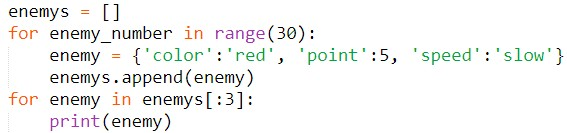 enemys = []
for enemy_number in range(30):
    enemy = {'color':'red', 'point':5, 'speed':'slow'}
    enemys.append(enemy)
for enemy in enemys[:3]:
    print(enemy)